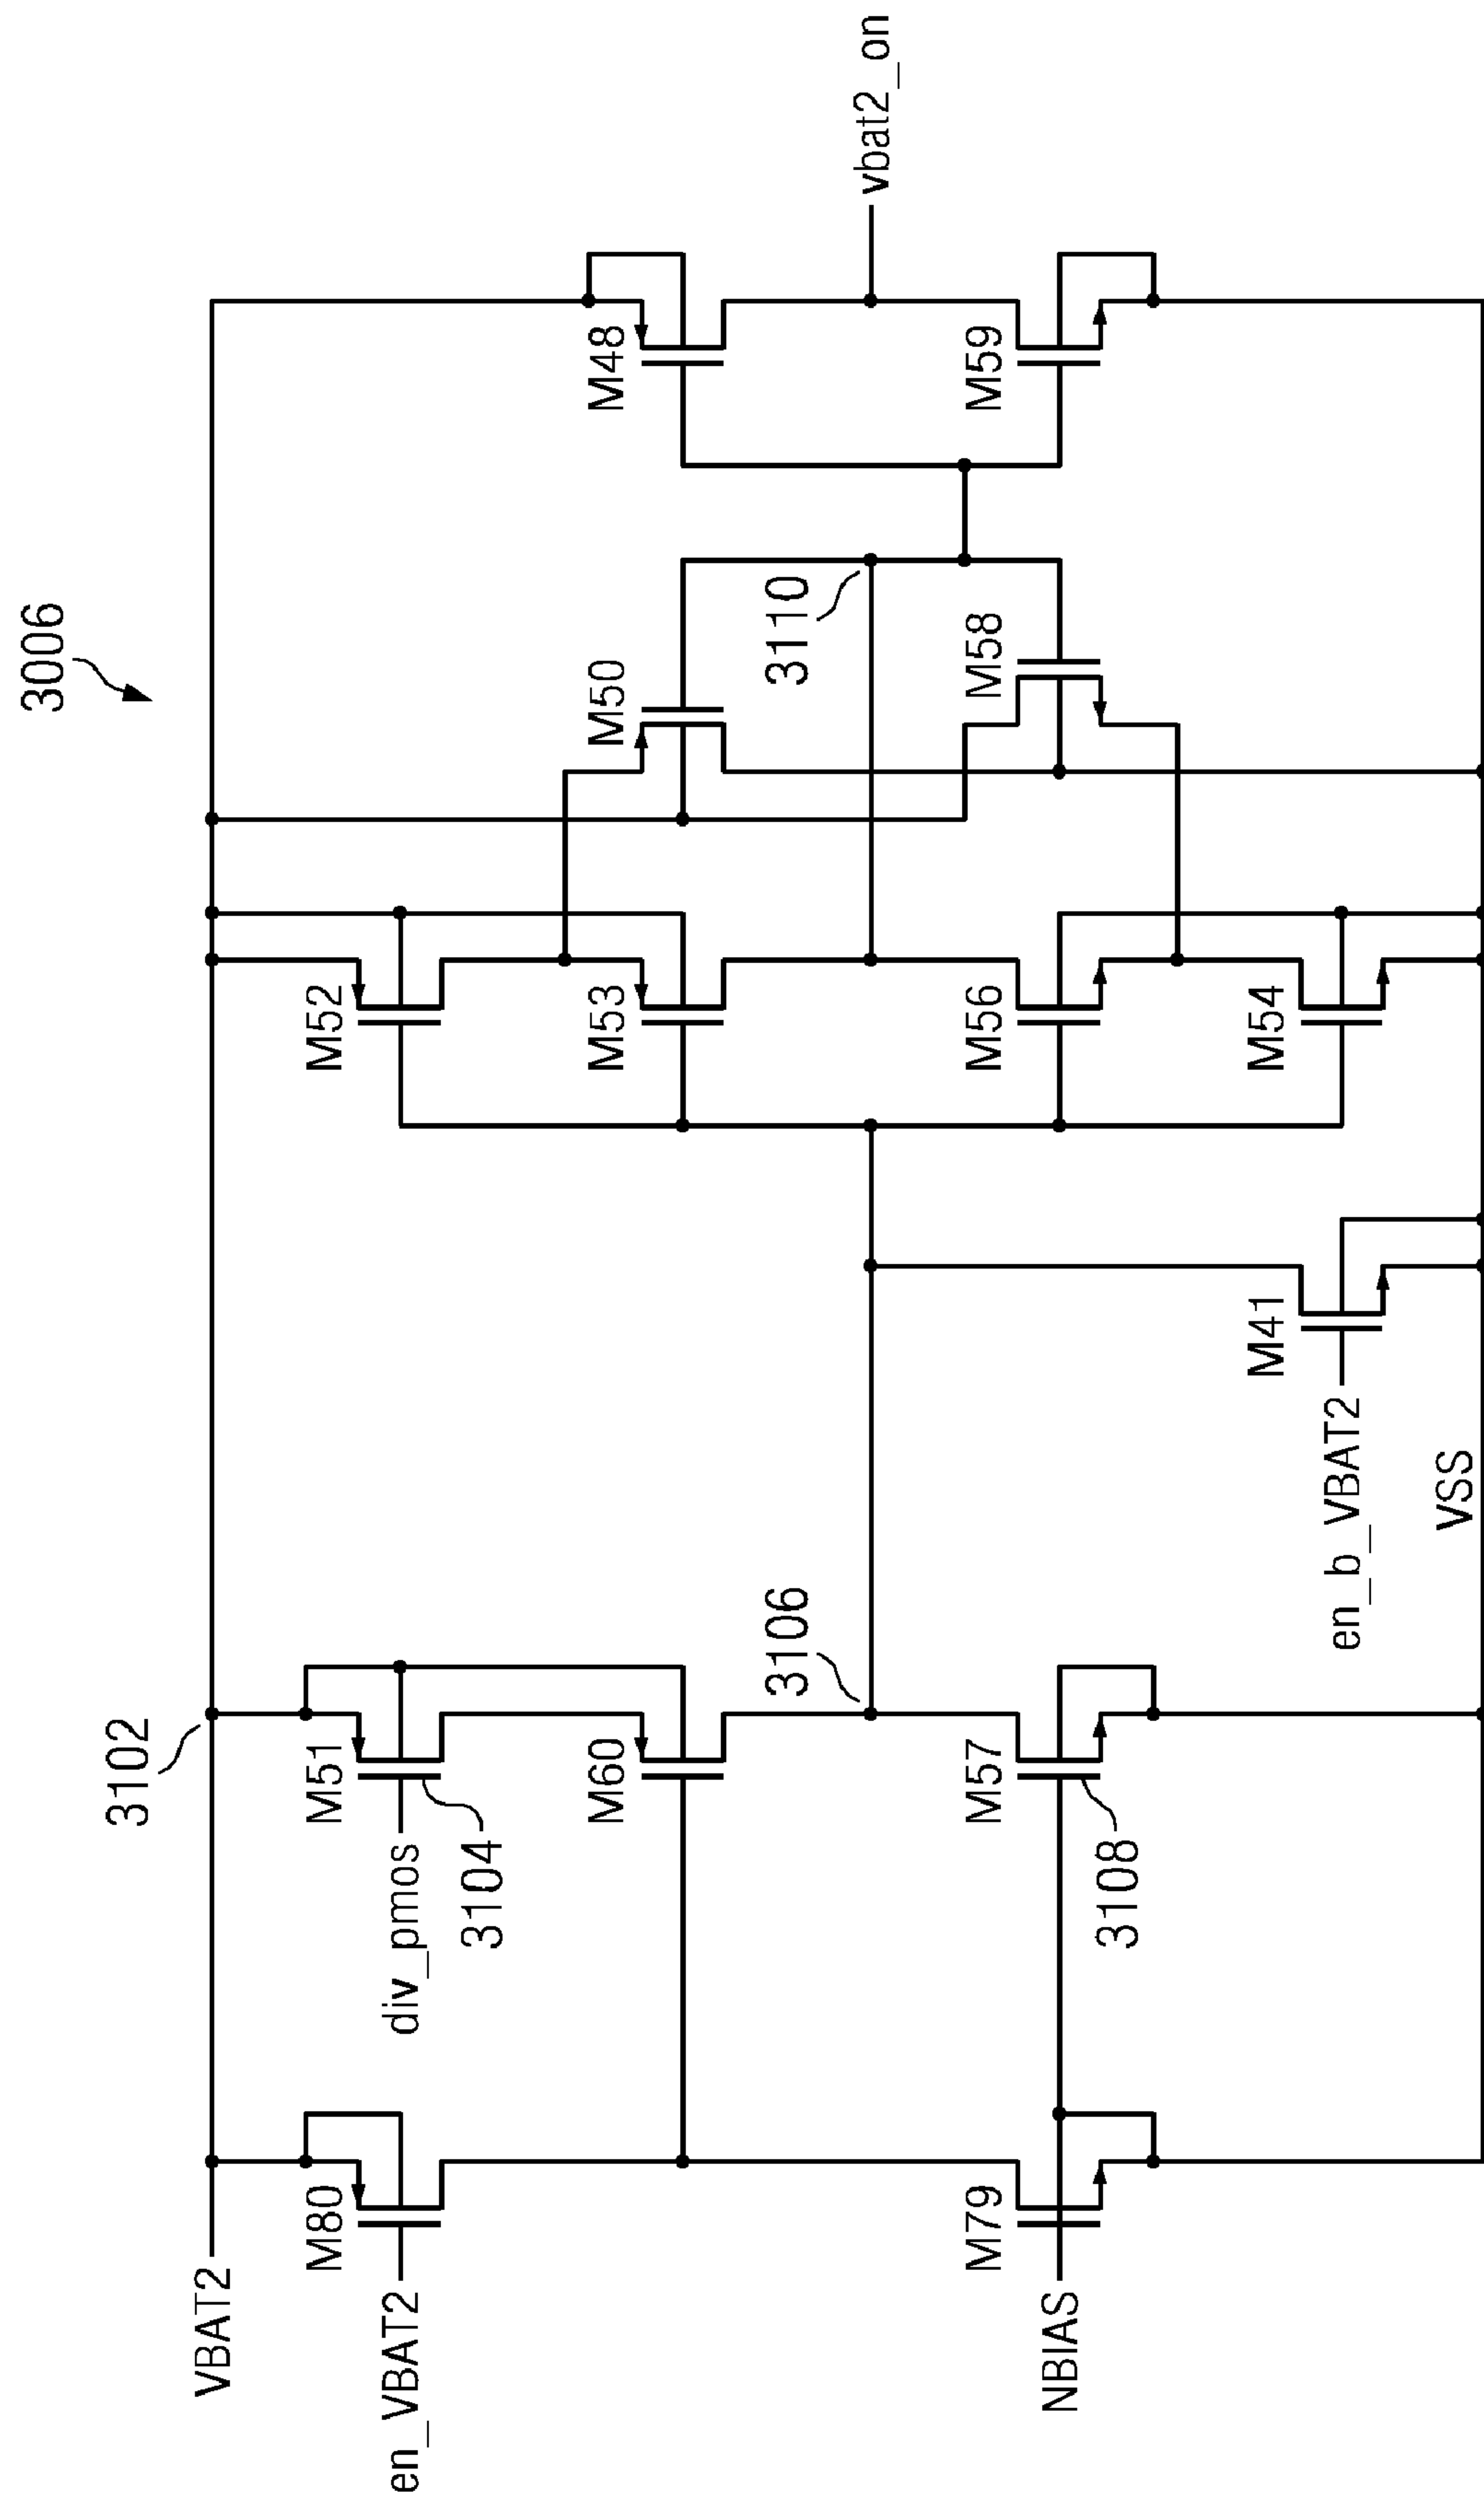 3006
VBAT2
3102
M80
en_VBAT2
M51
div_pmos
3104
M60
3106
M79
NBIAS
M57
3108
M41
en_b_VBAT2
VSS
M52
M53
M56
M54
M50
M58
3110
M48
M59
vbat2_on